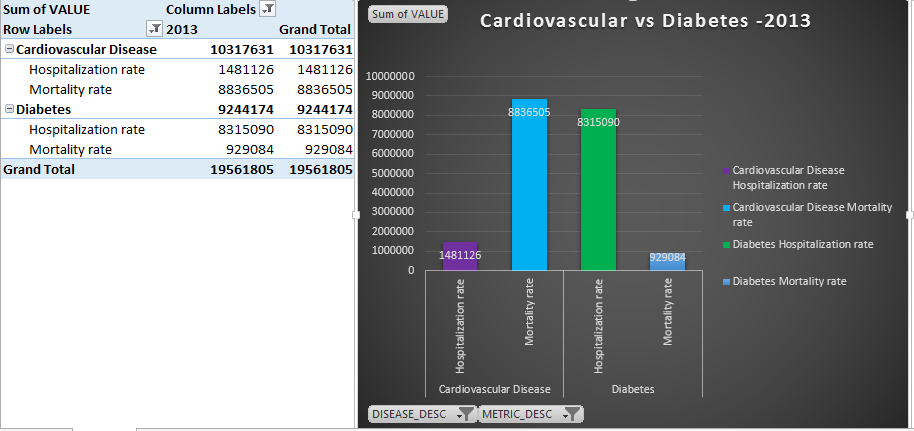 Sum of VALUE Column Labels
Row Labels 2013 Grand Total
Cardiovascular Disease 10317631 10317631
Hospitalization rate 1481126 1481126
Mortality rate 8836505 8836505
Diabetes 9244174 9244174
Hospitalization rate 8315090 8315090
Mortality rate 929084 929084
Grand Total 19561805 19561805
Sum of VALUE
Cardiovascular vs Diabetes -2013
10000000
9000000
8000000
7000000
6000000
5000000
4000000
3000000
2000000
1000000
0
1481126
8836505
8315090
929084
Hospitalization rate
Mortality rate
Hospitalization rate
Mortality rate
Cardiovascular Disease
Diabetes
Cardiovascular Disease
Hospitalization rate
Cardiovascular Disease Mortality
rate
Diabetes Hospitalization rate
Diabetes Mortality rate
DISEASE_DESC
METRIC_DESC